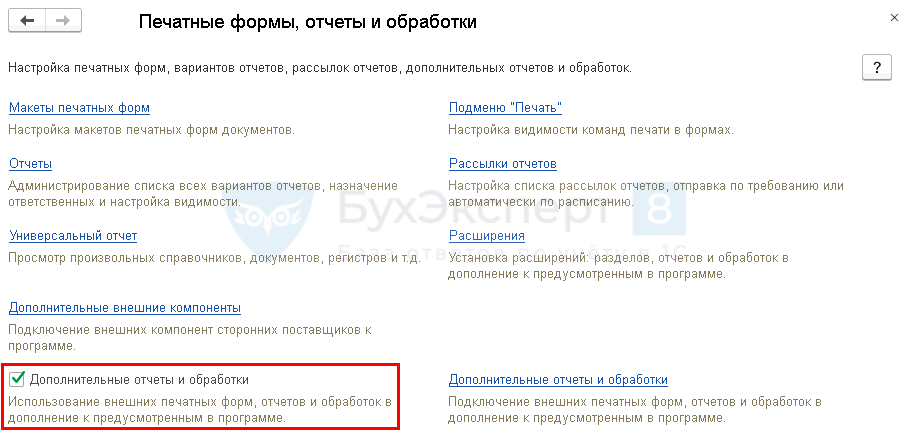 Печатные формы, отчеты и обработки
Настройка печатных форм, вариантов отчетов, рассылок отчетов, дополнительных отчетов и обработок.
?
Макеты печатных форм
Настройка макетов печатных форм документов.
Подменю "Печать"
Настройка видимости команд печати в формах.
Отчеты
Администрирование списка всех вариантов отчетов, назначение
ответственных и настройка видимости.
Рассылки отчетов
Настройка списка рассылок отчетов, отправка по требованию или
автоматически по расписанию.
БухЭксперт 8
База ответов по учёту в 1С
Универсальный отчет
Просмотр произвольных справочников, документов, регистров и т.д.
Расширения
Установка расширений: разделов, отчетов и обработок в
дополнение к предусмотренным в программе.
Дополнительные внешние компоненты
Подключение внешних компонент сторонних поставщиков к
программе.
Дополнительные отчеты и обработки
Использование внешних печатных форм, отчетов и обработок в
дополнение к предусмотренным в программе.
Дополнительные отчеты и обработки
Подключение внешних печатных форм, отчетов и обработок в
дополнение к предусмотренным в программе.